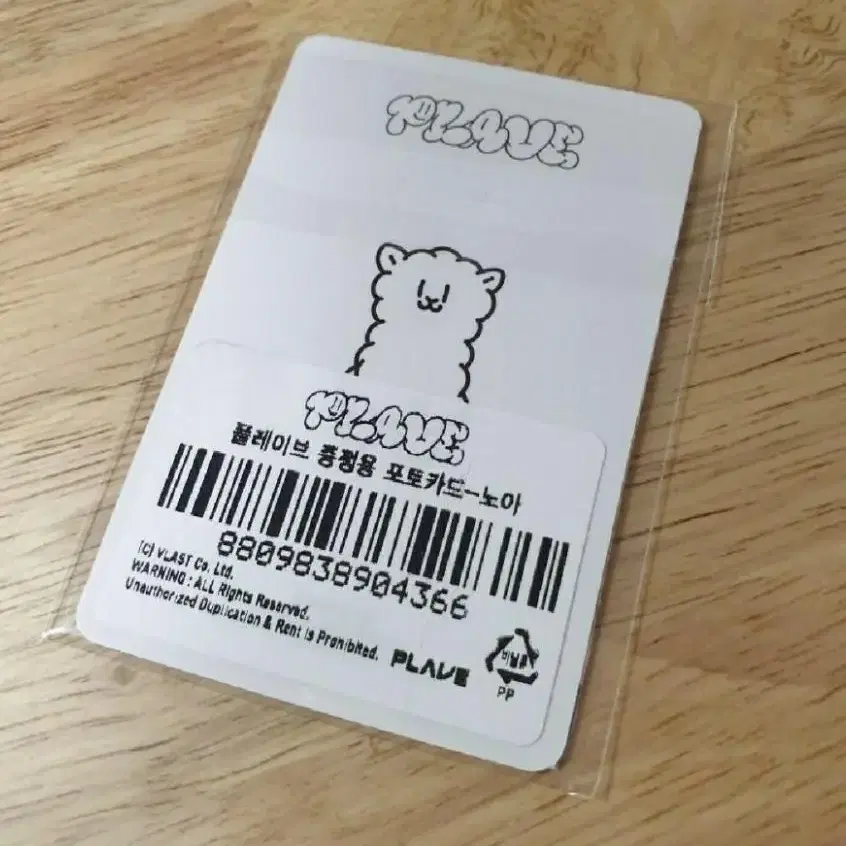 PLAVE
PLAVE
플레이브 증정용 포토카드-노아
8809838904366
(C) VLAST Co. Ltd.
WARNING : ALL Rights Reserved.
Unauthorized Duplication & Rent is Prohibited.
PLAVE
비닐류
PP